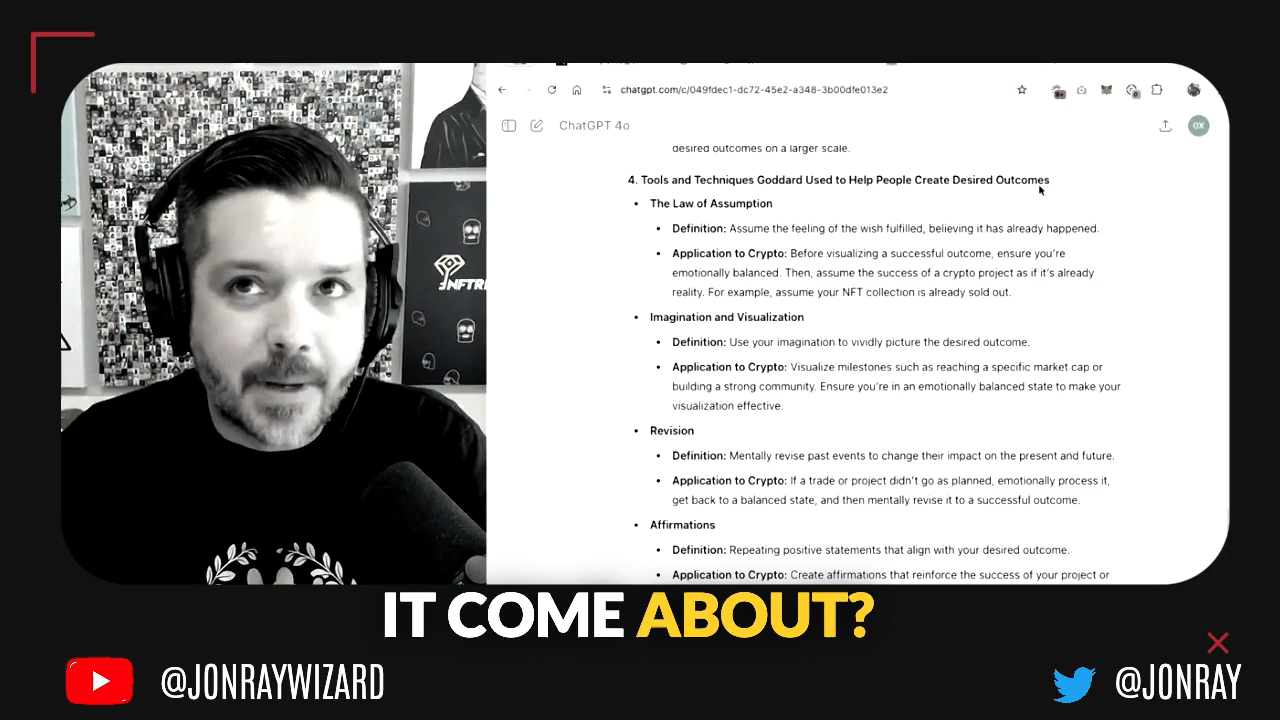 chatgpt.com/c/049fdec1-dc72-45e2-a348-3b00dfe013e2
ChatGPT 4o
OX
desired outcomes on a larger scale.
4. Tools and Techniques Goddard Used to Help People Create Desired Outcomes
• The Law of Assumption
• Definition: Assume the feeling of the wish fulfilled, believing it has already happened.
• Application to Crypto: Before visualizing a successful outcome, ensure you're
emotionally balanced. Then, assume the success of a crypto project as if it's already
reality. For example, assume your NFT collection is already sold out.
• Imagination and Visualization
• Definition: Use your imagination to vividly picture the desired outcome.
• Application to Crypto: Visualize milestones such as reaching a specific market cap or
building a strong community. Ensure you're in an emotionally balanced state to make your
visualization effective.
• Revision
• Definition: Mentally revise past events to change their impact on the present and future.
• Application to Crypto: If a trade or project didn't go as planned, emotionally process it,
get back to a balanced state, and then mentally revise it to a successful outcome.
• Affirmations
• Definition: Repeating positive statements that align with your desired outcome.
• Application to Crypto: Create affirmations that reinforce the success of your project or
IT COME ABOUT?
@JONRAYWIZARD
@JONRAY